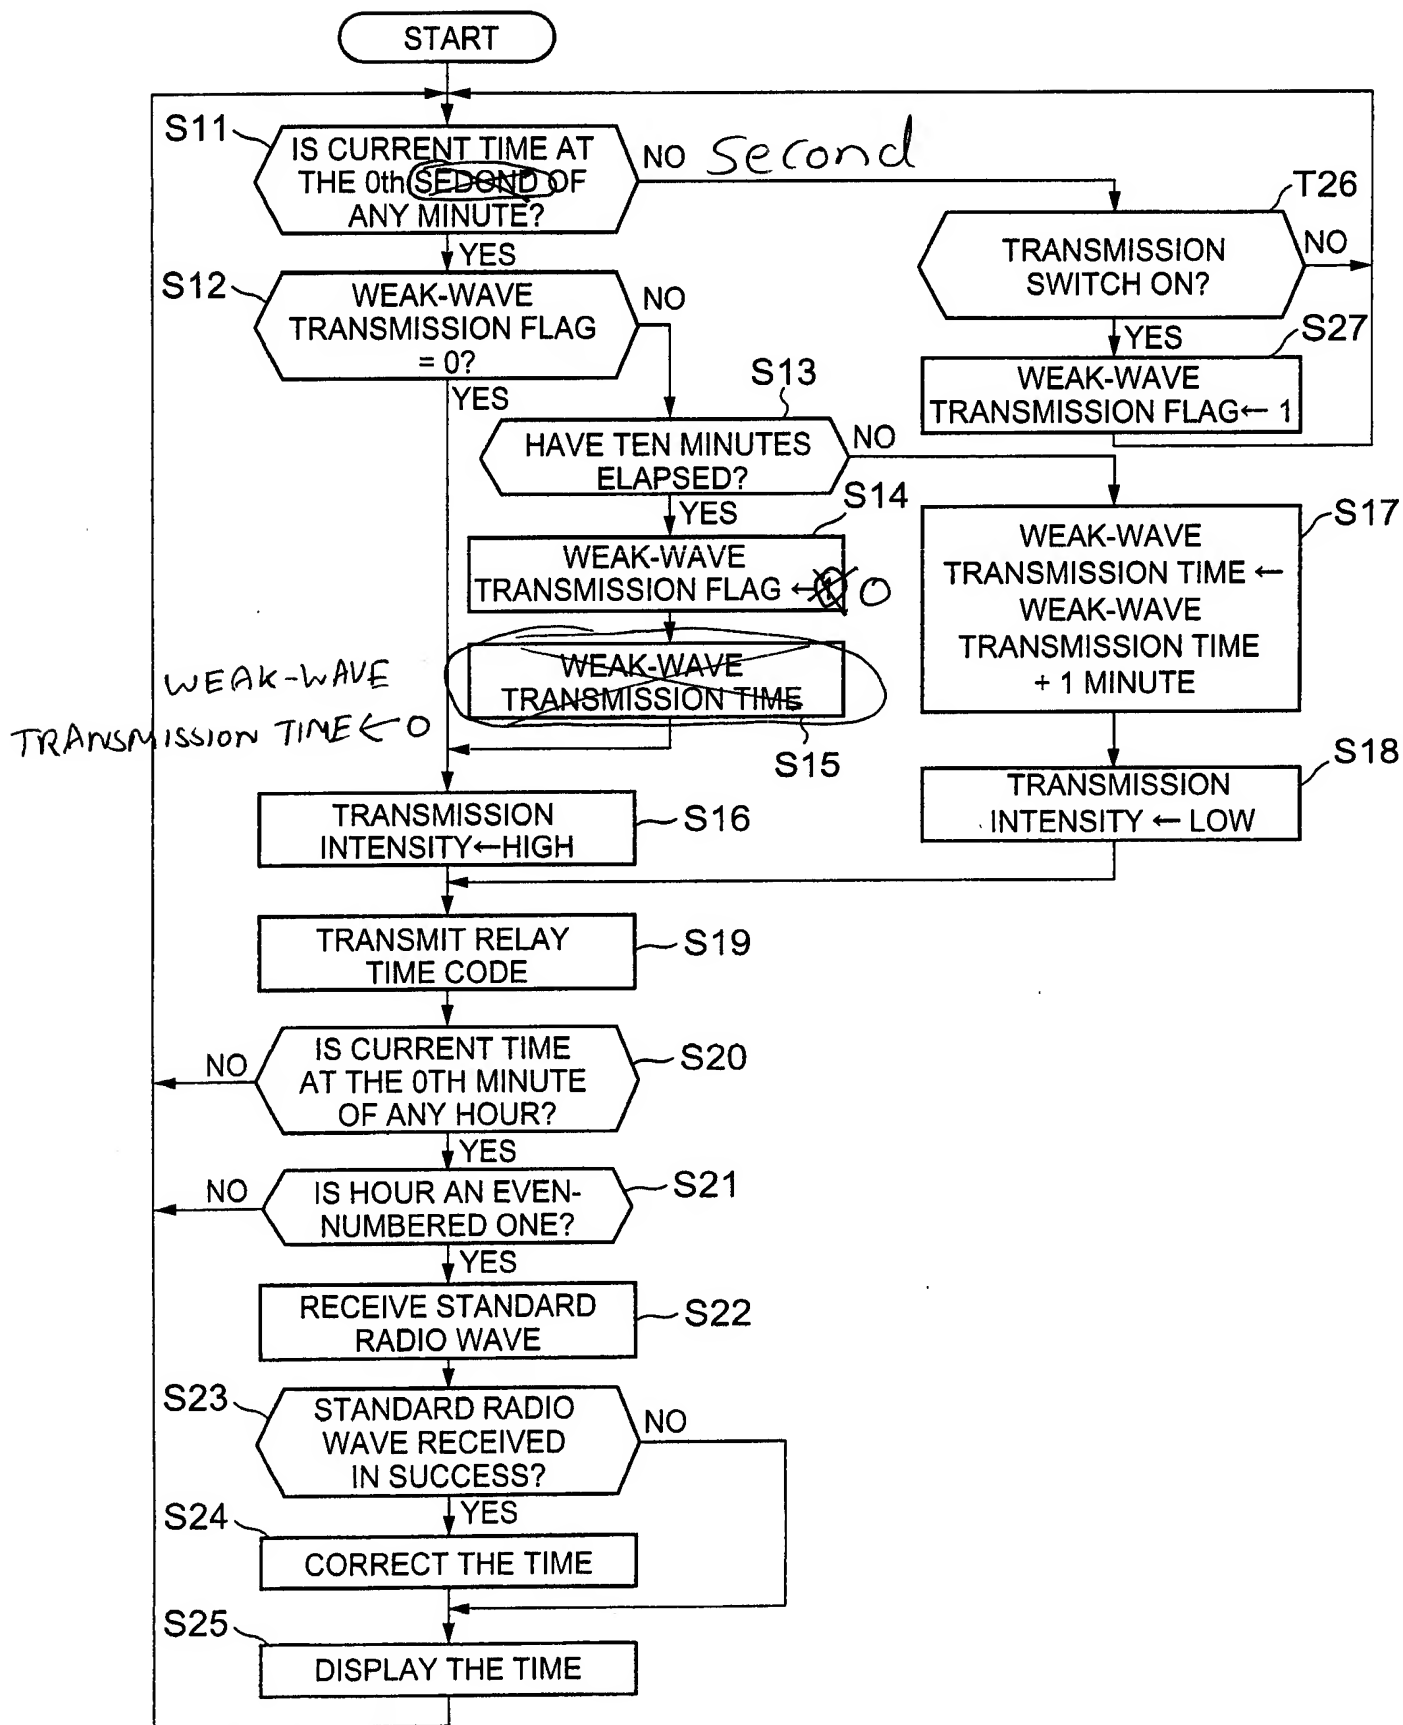 START
S11
IS CURRENT TIME AT
THE 0th SEDOND OF
ANY MINUTE?
NO second
YES
T26
TRANSMISSION
SWITCH ON?
NO
YES
S27
WEAK-WAVE
TRANSMISSION FLAG← 1
S12
WEAK-WAVE
TRANSMISSION FLAG
= 0?
NO
YES
S13
HAVE TEN MINUTES
ELAPSED?
NO
YES
S14
WEAK-WAVE
TRANSMISSION FLAG ←1 0
WEAK-WAVE
TRANSMISSION TIME
S15
WEAK-WAVE
TRANSMISSION TIME ← 0
S17
WEAK-WAVE
TRANSMISSION TIME ←
WEAK-WAVE
TRANSMISSION TIME
+ 1 MINUTE
S18
TRANSMISSION
INTENSITY ← LOW
TRANSMISSION
INTENSITY←HIGH
S16
TRANSMIT RELAY
TIME CODE
S19
IS CURRENT TIME
AT THE 0TH MINUTE
OF ANY HOUR?
S20
NO
YES
IS HOUR AN EVEN-
NUMBERED ONE?
S21
NO
YES
RECEIVE STANDARD
RADIO WAVE
S22
S23
STANDARD RADIO
WAVE RECEIVED
IN SUCCESS?
NO
YES
S24
CORRECT THE TIME
S25
DISPLAY THE TIME